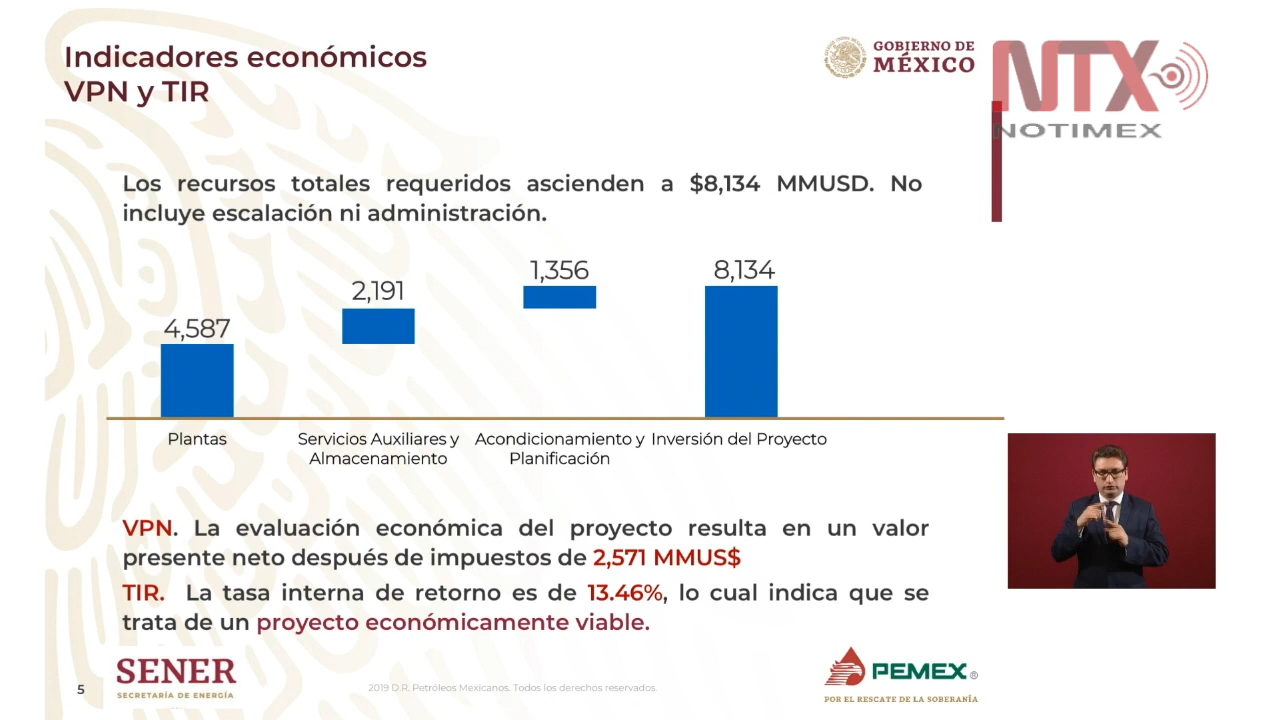 Indicadores económicos
VPN y TIR
GOBIERNO DE
MÉXICO
NTX
NOTIMEX
Los recursos totales requeridos ascienden a $8,134 MMUSD. No
incluye escalación ni administración.
4,587
2,191
1,356
8,134
Plantas
Servicios Auxiliares y
Almacenamiento
Acondicionamiento y
Planificación
Inversión del Proyecto
VPN. La evaluación económica del proyecto resulta en un valor
presente neto después de impuestos de 2,571 MMUS$
TIR. La tasa interna de retorno es de 13.46%, lo cual indica que se
trata de un proyecto económicamente viable.
5
SENER
SECRETARÍA DE ENERGÍA
2019 D.R. Petróleos Mexicanos. Todos los derechos reservados.
PEMEX®
POR EL RESCATE DE LA SOBERANÍA